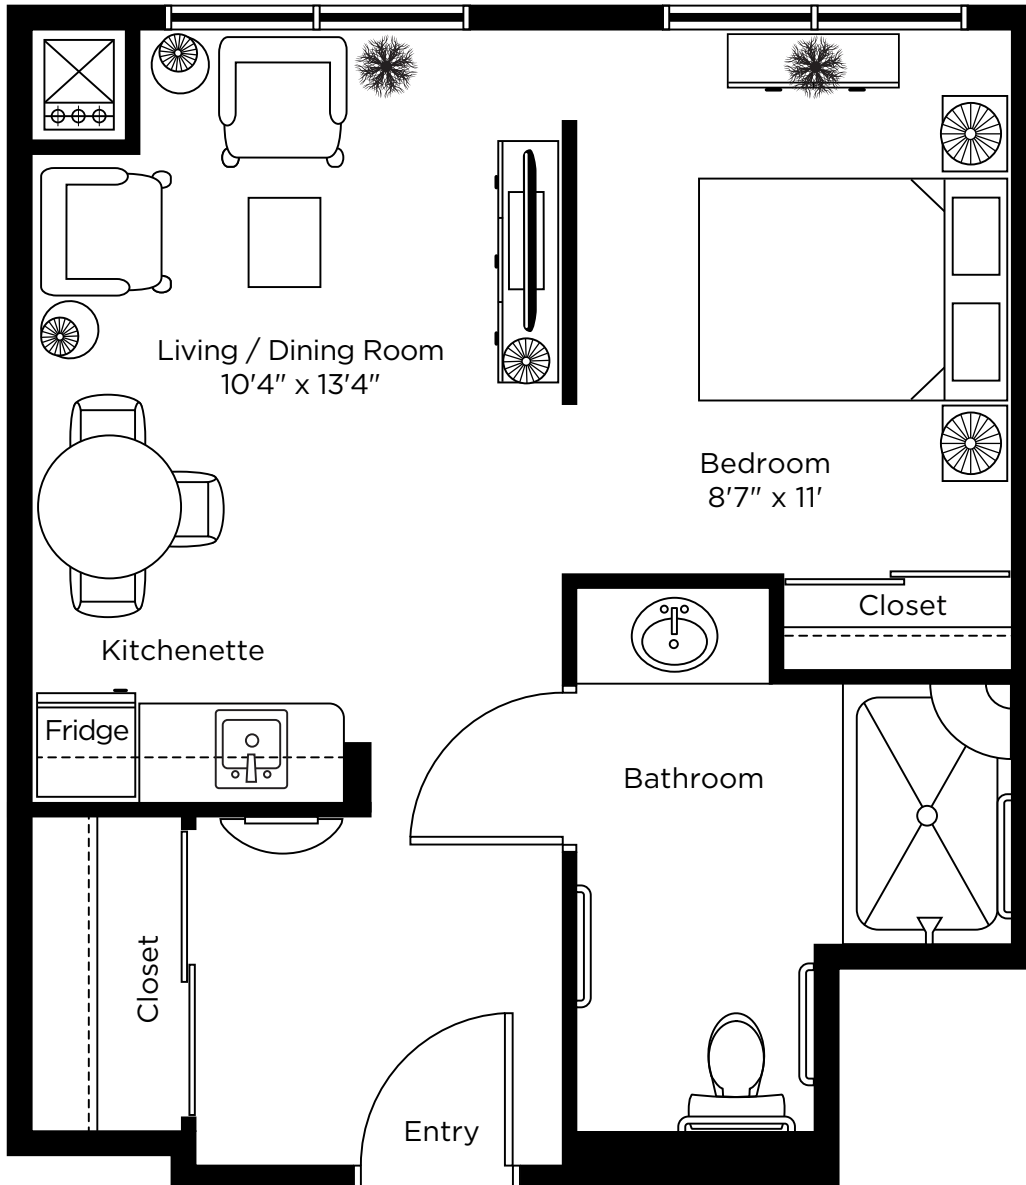 Living / Dining Room
10'4" x 13'4"
Bedroom
8'7" x 11'
Closet
Kitchenette
Fridge
Bathroom
Closet
Entry